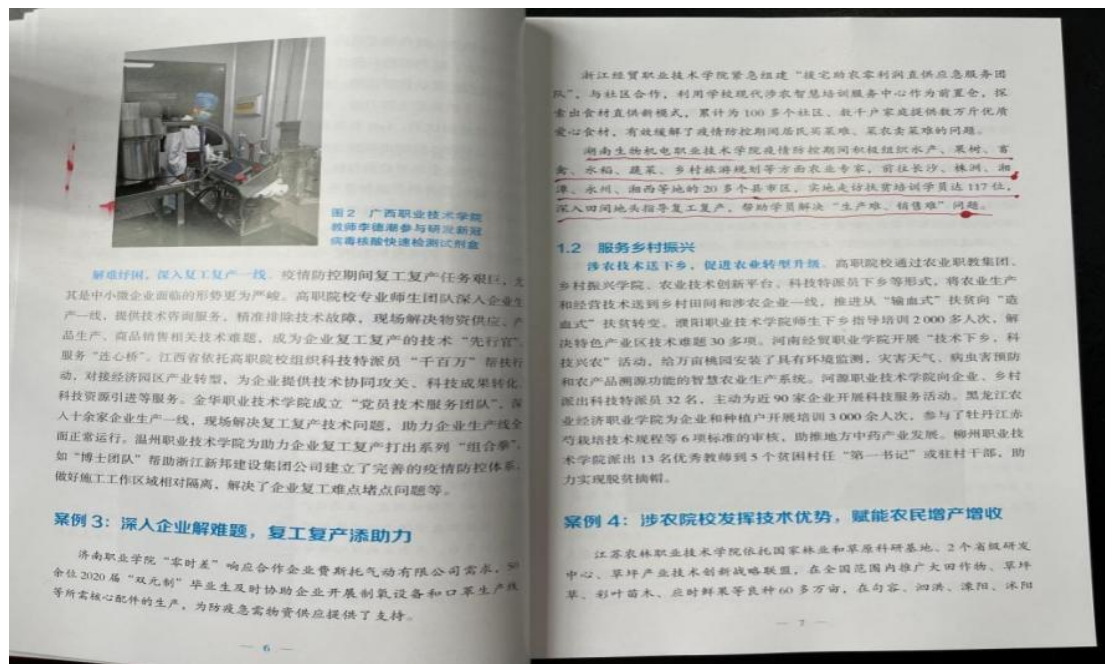 图2 广西职业技术学院
教师李德潮参与研发新冠
病毒核酸快速检测试剂盒
解难纾困，深入复工复产一线。疫情防控期间复工复产任务艰巨，尤
其是中小微企业面临的形势更为严峻。高职院校专业师生团队深入企业生
产一线，提供技术咨询服务，精准排除技术故障，现场解决物资供应、产
品生产、商品销售相关技术难题，成为企业复工复产的技术“先行官”、
服务“连心桥”。江西省依托高职院校组织科技特派员“千百万”帮扶行
动，对接经济园区产业转型，为企业提供技术协同攻关、科技成果转化、
科技资源引进等服务。金华职业技术学院成立“党员技术服务团队”，深
入十余家企业生产一线，现场解决复工复产技术问题，助力企业生产线全
面正常运行。温州职业技术学院为助力企业复工复产打出系列“组合拳”，
如“博士团队”帮助浙江新邦建设集团公司建立了完善的疫情防控体系，
做好施工工作区域相对隔离，解决了企业复工难点堵点问题等。
案例3：深入企业解难题，复工复产添助力
济南职业学院“零时差”响应合作企业费斯托气动有限公司需求，50
余位2020届“双元制”毕业生及时协助企业开展制氧设备和口罩生产线
等所需核心配件的生产，为防疫急需物资供应提供了支持。
— 6 —
浙江经贸职业技术学院紧急组建“援宅助农零利润直供应急服务团
队”，与社区合作，利用学校现代涉农智慧培训服务中心作为前置仓，探
索出食材直供新模式，累计为100多个社区、数千户家庭提供数万斤优质
爱心食材，有效缓解了疫情防控期间居民买菜难、菜农卖菜难的问题。
湖南生物机电职业技术学院疫情防控期间积极组织水产、果树、畜
禽、水稻、蔬菜、乡村旅游规划等方面农业专家，前往长沙、株洲、湘
潭、永州、湘西等地的20多个县市区，实地走访扶贫培训学员达117位，
深入田间地头指导复工复产，帮助学员解决“生产难、销售难”问题。
1.2 服务乡村振兴
涉农技术送下乡，促进农业转型升级。高职院校通过农业职教集团、
乡村振兴学院、农业技术创新平台、科技特派员下乡等形式，将农业生产
和经营技术送到乡村田间和涉农企业一线，推进从“输血式”扶贫向“造
血式”扶贫转变。濮阳职业技术学院师生下乡指导培训2 000多人次，解
决特色产业区技术难题30多项。河南经贸职业学院开展“技术下乡，科
技兴农”活动，给万亩桃园安装了具有环境监测，灾害天气、病虫害预防
和农产品溯源功能的智慧农业生产系统。河源职业技术学院向企业、乡村
派出科技特派员32名，主动为近90家企业开展科技服务活动。黑龙江农
业经济职业学院为企业和种植户开展培训3 000余人次，参与了牡丹江赤
芍栽培技术规程等6项标准的审核，助推地方中药产业发展。柳州职业技
术学院派出13名优秀教师到5个贫困村任“第一书记”或驻村干部，助
力实现脱贫摘帽。
案例4：涉农院校发挥技术优势，赋能农民增产增收
江苏农林职业技术学院依托国家林业和草原科研基地、2个省级研发
中心、草坪产业技术创新战略联盟，在全国范围内推广大田作物、草坪
草、彩叶苗木、应时鲜果等良种60多万亩，在句容、泗洪、溧阳、沭阳
— 7 —